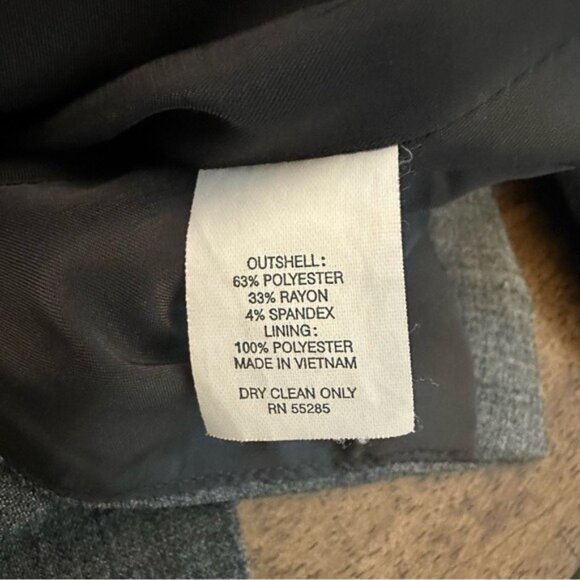 OUTSHELL:
63% POLYESTER
33% RAYON
4% SPANDEX
LINING:
100% POLYESTER
MADE IN VIETNAM
DRY CLEAN ONLY
RN 55285